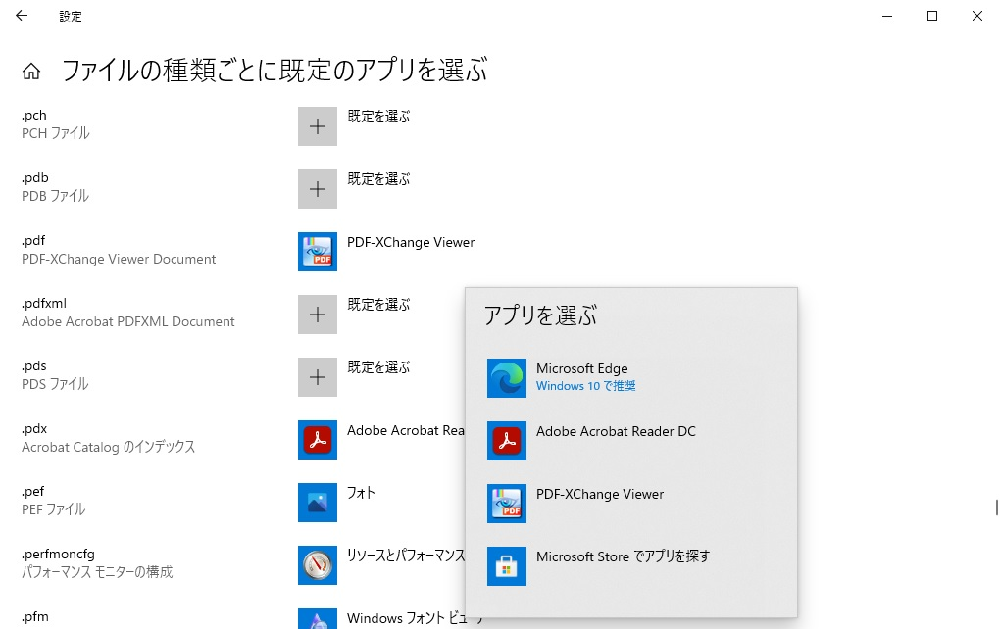 設定
ファイルの種類ごとに既定のアプリを選ぶ
.pch
PCH ファイル
既定を選ぶ
.pdb
PDB ファイル
既定を選ぶ
.pdf
PDF-XChange Viewer Document
PDF-XChange Viewer
.pdfxml
Adobe Acrobat PDFXML Document
既定を選ぶ
.pds
PDS ファイル
既定を選ぶ
.pdx
Acrobat Catalog のインデックス
Adobe Acrobat Rea
.pef
PEF ファイル
フォト
.perfmoncfg
パフォーマンス モニターの構成
リソースとパフォーマンス
.pfm
Windows フォント ビュー
アプリを選ぶ
Microsoft Edge
Windows 10 で推奨
Adobe Acrobat Reader DC
PDF-XChange Viewer
PDF
Microsoft Store でアプリを探す